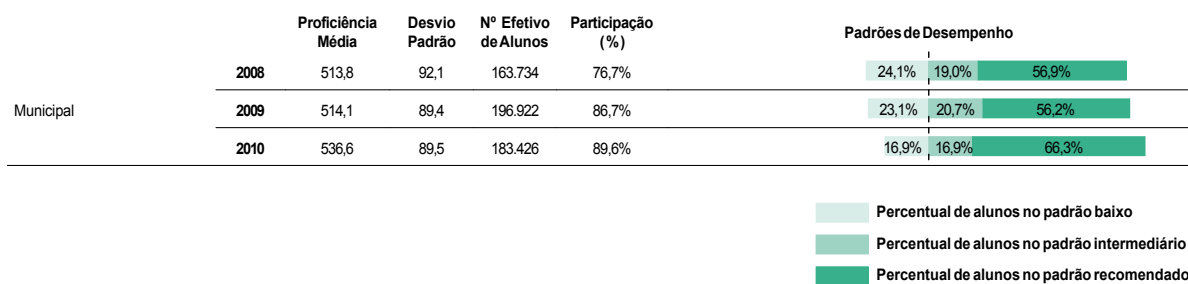 Proficiência Média Desvio Padrão Nº Efetivo de Alunos Participação (%) Padrões de Desempenho
2008 513,8 92,1 163.734 76,7% 24,1% 19,0% 56,9%
Municipal 2009 514,1 89,4 196.922 86,7% 23,1% 20,7% 56,2%
2010 536,6 89,5 183.426 89,6% 16,9% 16,9% 66,3%
Percentual de alunos no padrão baixo
Percentual de alunos no padrão intermediário
Percentual de alunos no padrão recomendado